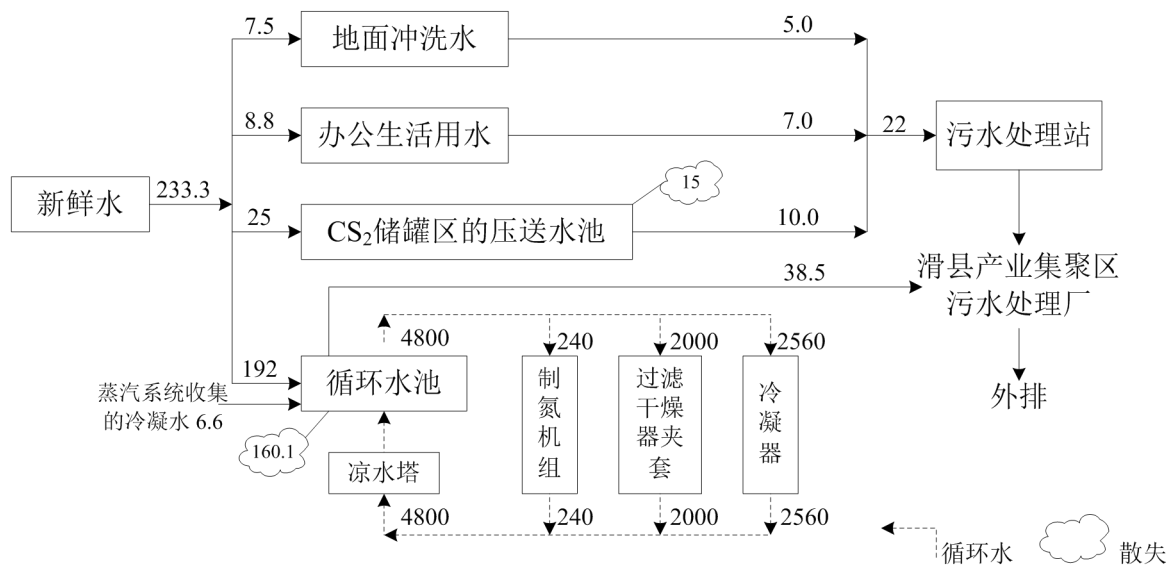 7.5
地面冲洗水
5.0
8.8
办公生活用水
7.0
22
污水处理站
新鲜水
233.3
15
25
CS₂储罐区的压送水池
10.0
38.5
滑县产业集聚区
污水处理厂
4800
240
2000
2560
192
循环水池
制氮机组
过滤
干燥
器夹
套
冷凝器
外排
蒸汽系统收集
的冷凝水 6.6
160.1
凉水塔
4800
240
2000
2560
循环水
散失